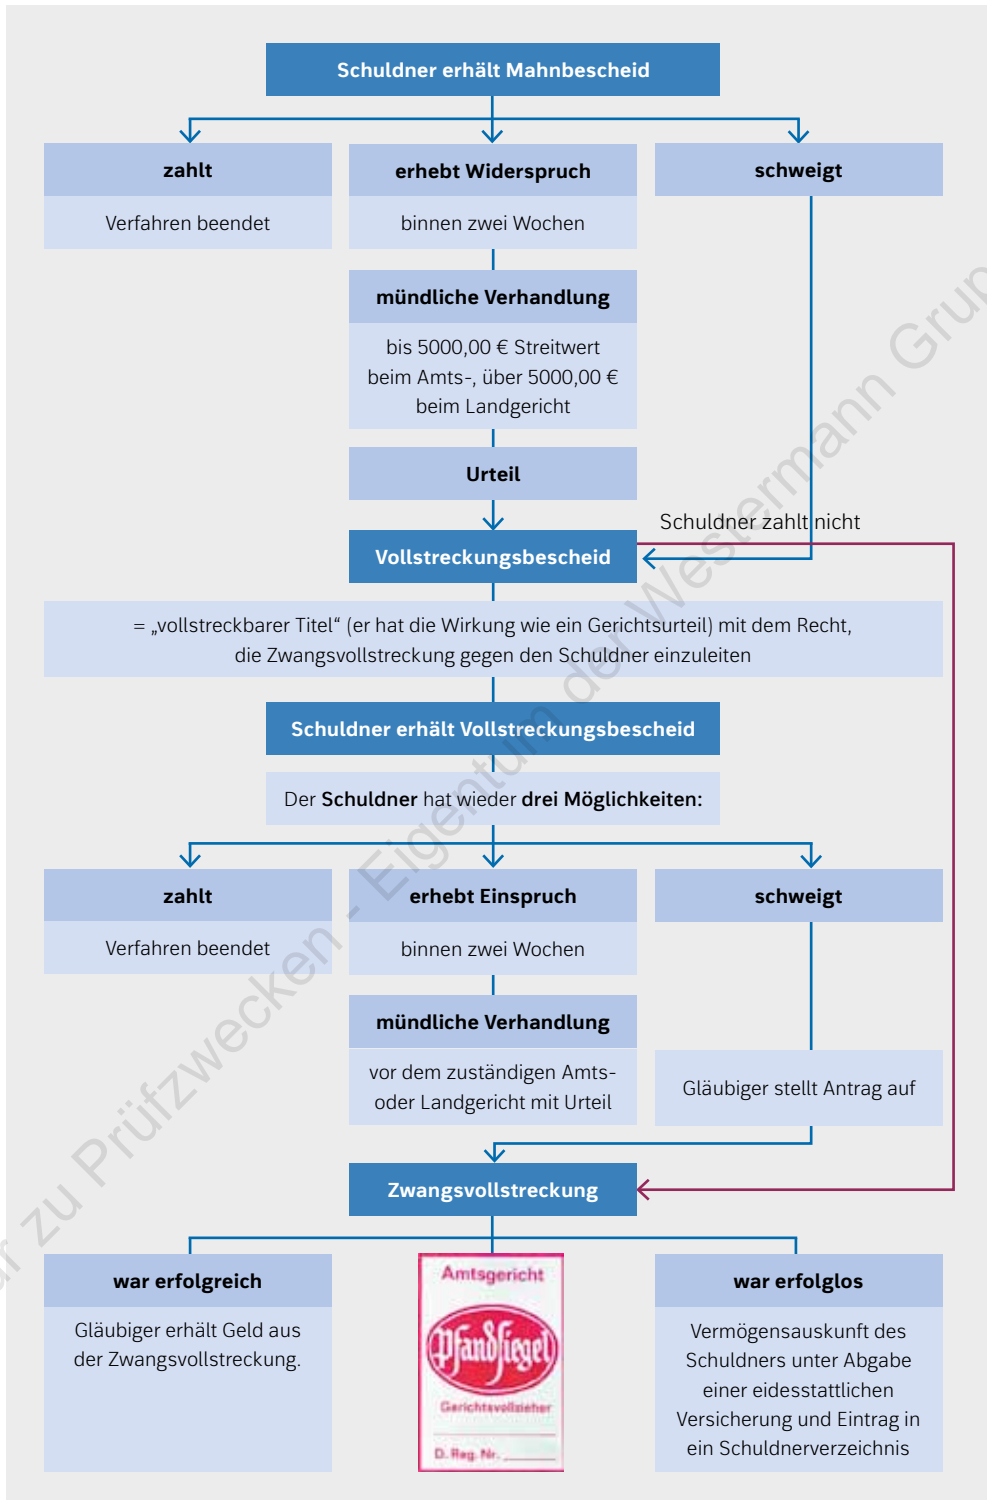 Schuldner erhält Mahnbescheid
zahlt
Verfahren beendet
erhebt Widerspruch
binnen zwei Wochen
schweigt
mündliche Verhandlung
bis 5000,00 € Streitwert
beim Amts-, über 5000,00 €
beim Landgericht
Urteil
Schuldner zahlt nicht
Vollstreckungsbescheid
= „vollstreckbarer Titel“ (er hat die Wirkung wie ein Gerichtsurteil) mit dem Recht,
die Zwangsvollstreckung gegen den Schuldner einzuleiten
Schuldner erhält Vollstreckungsbescheid
Der Schuldner hat wieder drei Möglichkeiten:
zahlt
Verfahren beendet
erhebt Einspruch
binnen zwei Wochen
schweigt
mündliche Verhandlung
vor dem zuständigen Amts-
oder Landgericht mit Urteil
Gläubiger stellt Antrag auf
Zwangsvollstreckung
war erfolgreich
Gläubiger erhält Geld aus
der Zwangsvollstreckung.
Amtsgericht
Pfandsiegel
Gerichtsvollzieher
D. Reg. Nr.
war erfolglos
Vermögensauskunft des
Schuldners unter Abgabe
einer eidesstattlichen
Versicherung und Eintrag in
ein Schuldnerverzeichnis
zu Prüfzwecken - Eigentum der Westermann